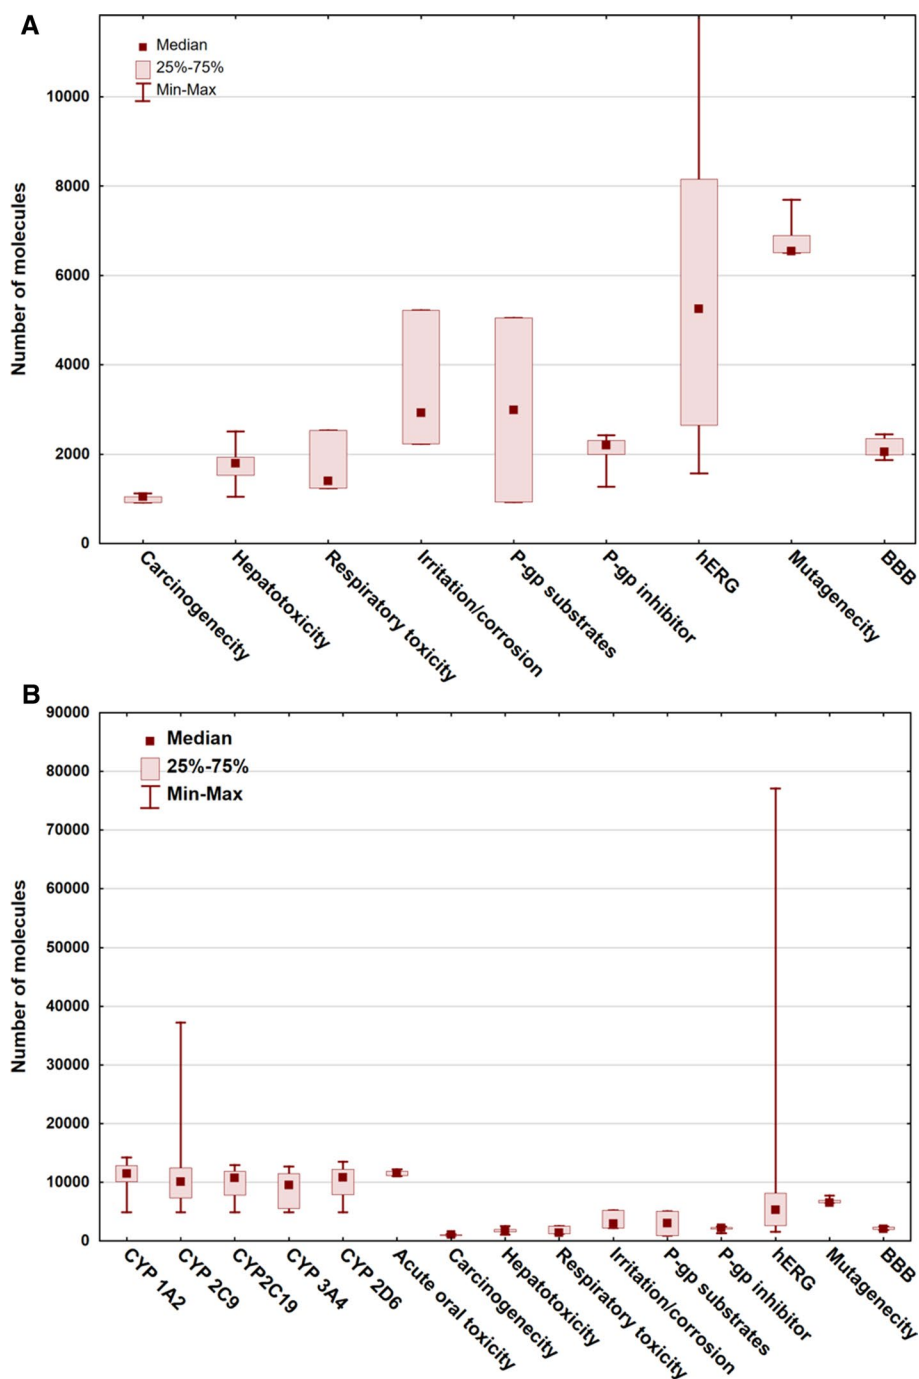 A
Median
25%-75%
Min-Max
10000
8000
6000
4000
2000
0
Number of molecules
Carcinogenecity
Hepatotoxicity
Respiratory toxicity
Irritation/corrosion
P-gp substrates
P-gp inhibitor
hERG
Mutagenecity
BBB
B
Median
25%-75%
Min-Max
90000
80000
70000
60000
50000
40000
30000
20000
10000
0
Number of molecules
CYP 1A2
CYP 2C9
CYP2C19
CYP 3A4
CYP 2D6
Acute oral toxicity
Carcinogenecity
Hepatotoxicity
Respiratory toxicity
Irritation/corrosion
P-gp substrates
P-gp inhibitor
hERG
Mutagenecity
BBB